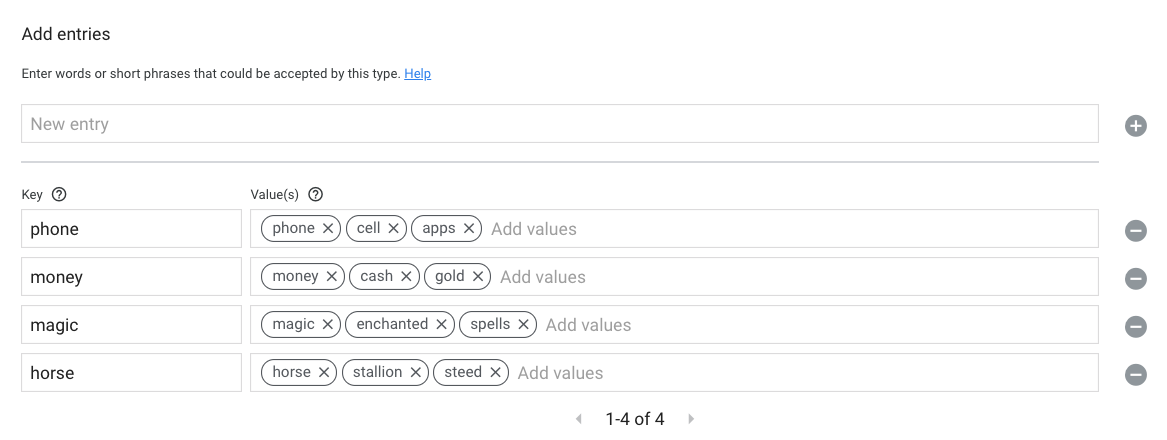 Add entries
Enter words or short phrases that could be accepted by this type. Help
New entry
Key Value(s)
phone phone cell apps Add values
money money cash gold Add values
magic magic enchanted spells Add values
horse horse stallion steed Add values
1-4 of 4